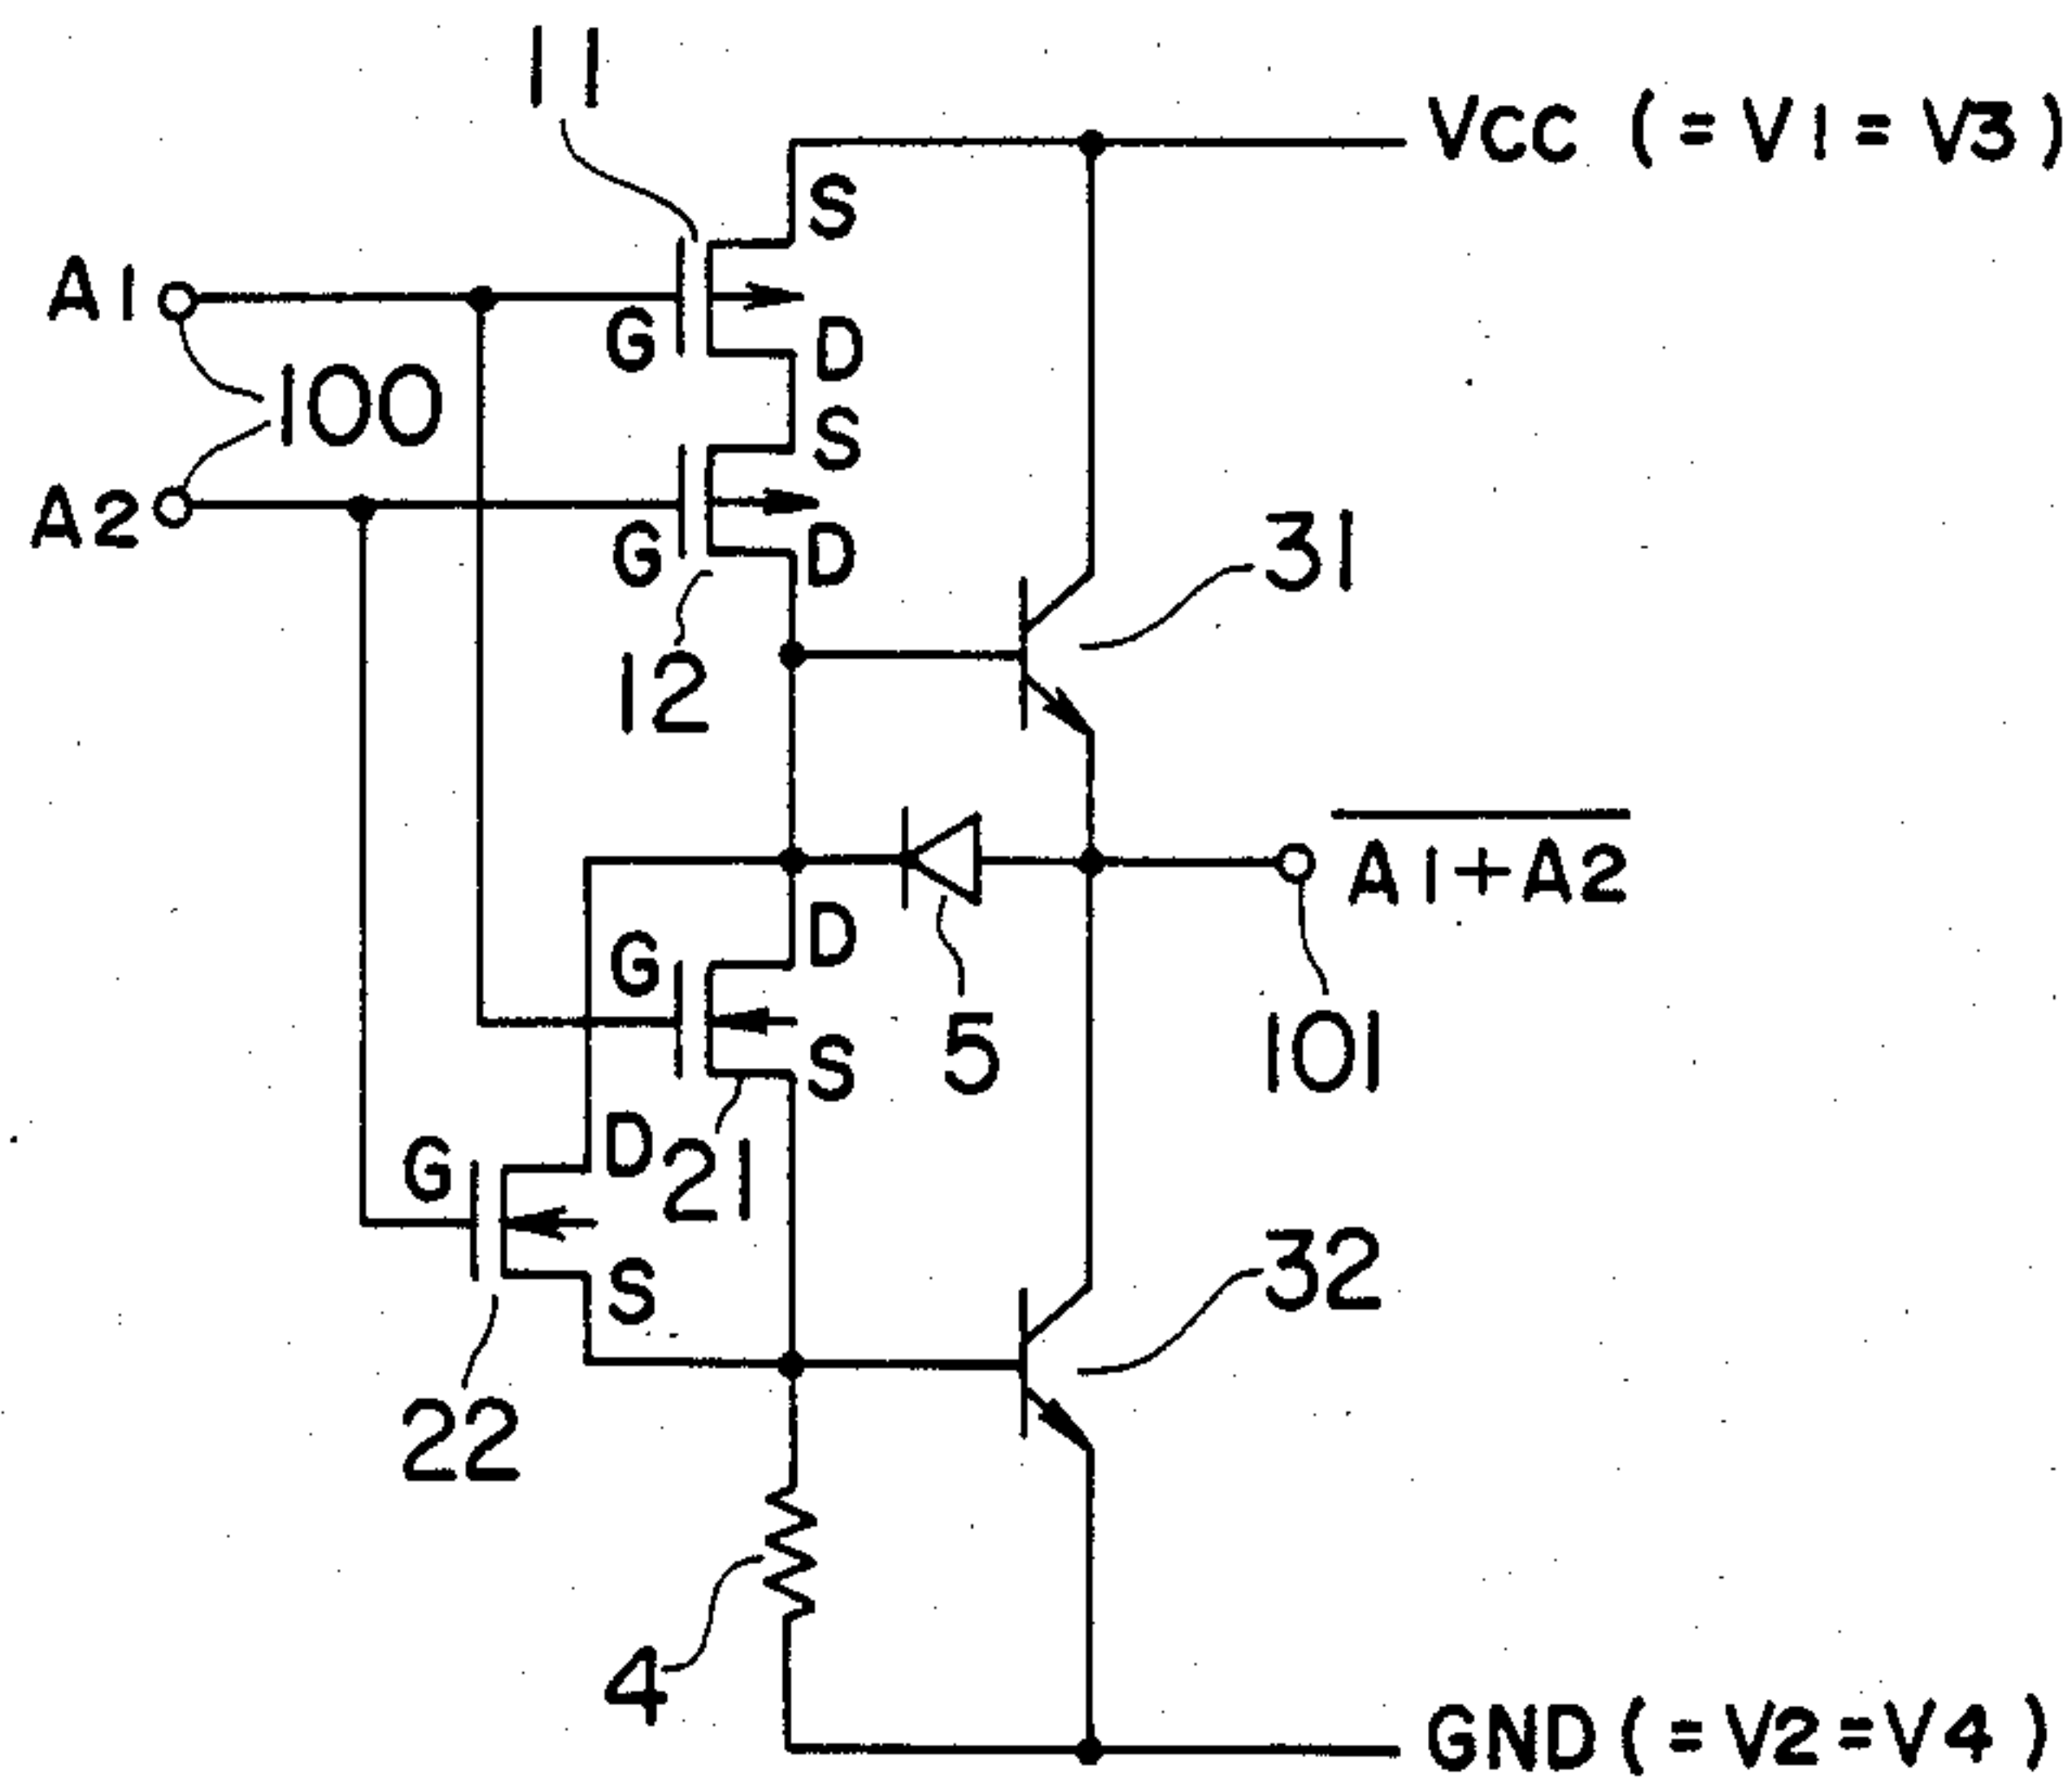 11
VCC (=V1=V3)
S
A1
G
D
100
S
A2
G
D
31
12
A1+A2
D
G
S
5
101
G
D
21
S
32
22
4
GND(=V2=V4)